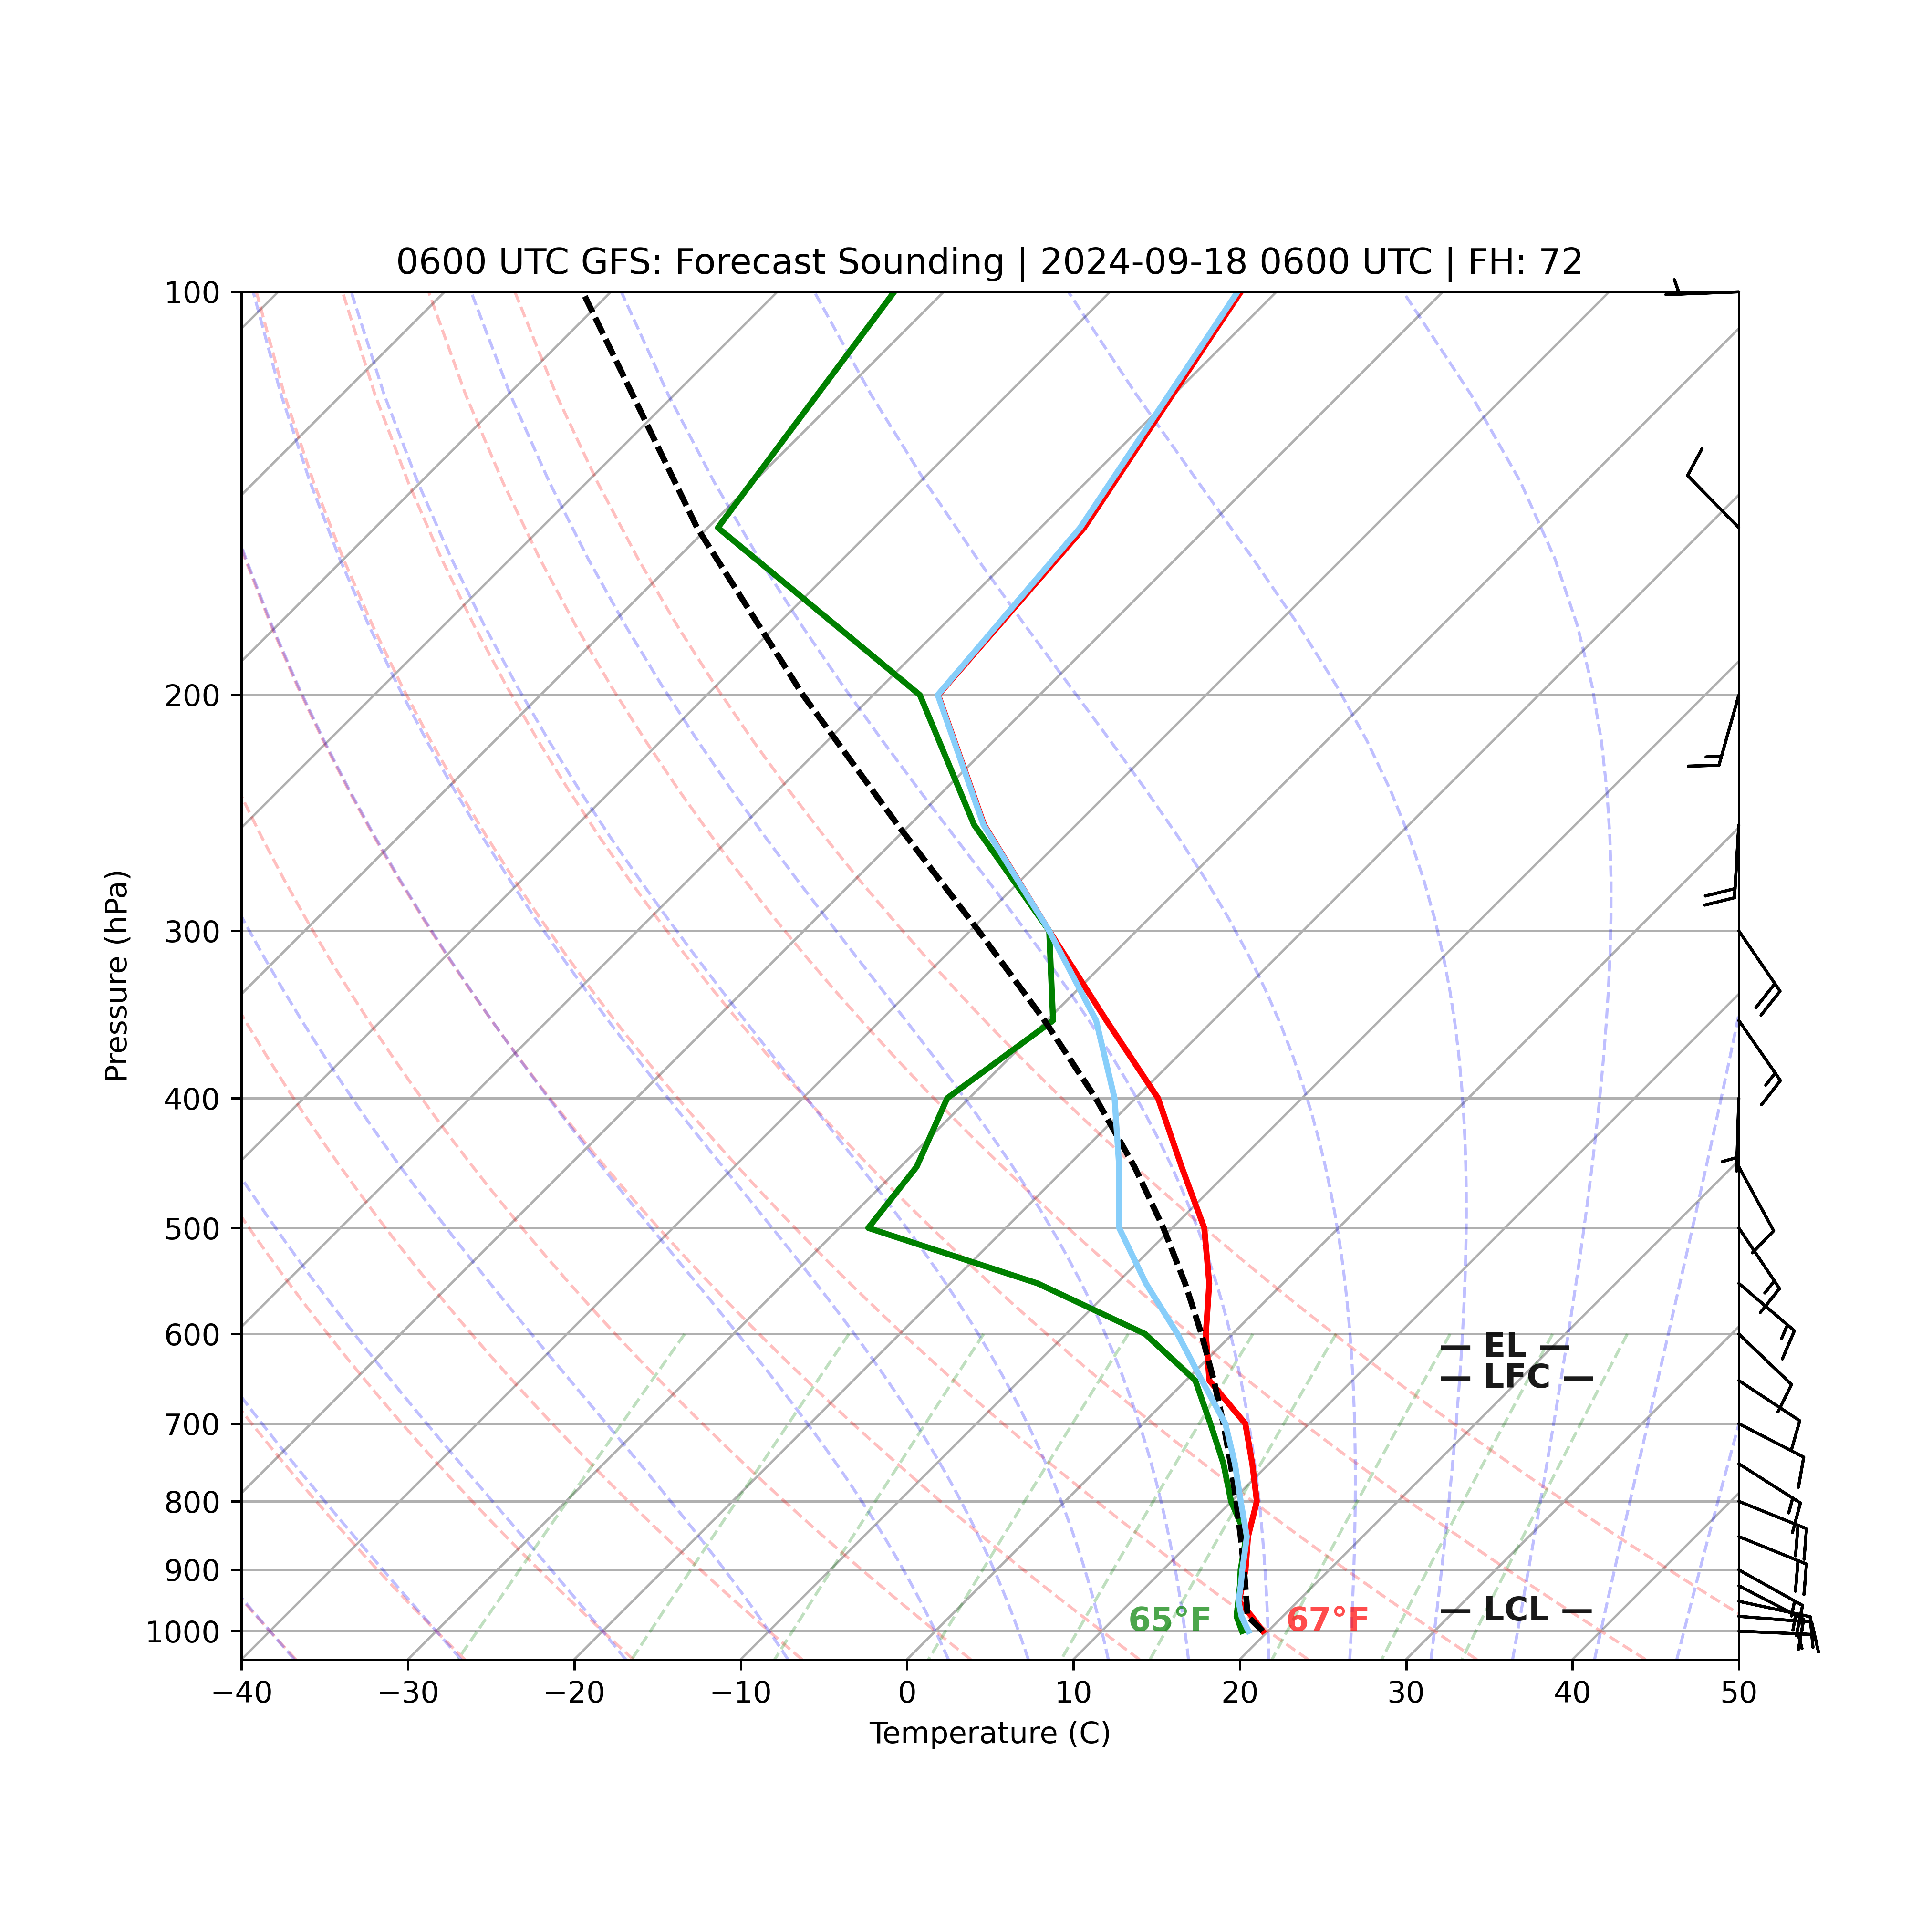 0600 UTC GFS: Forecast Sounding | 2024-09-18 0600 UTC | FH: 72
100
200
300
400
500
600
700
800
900
1000
Pressure (hPa)
— EL —
— LFC —
— LCL —
65°F
67°F
−40 −30 −20 −10 0 10 20 30 40 50
Temperature (C)